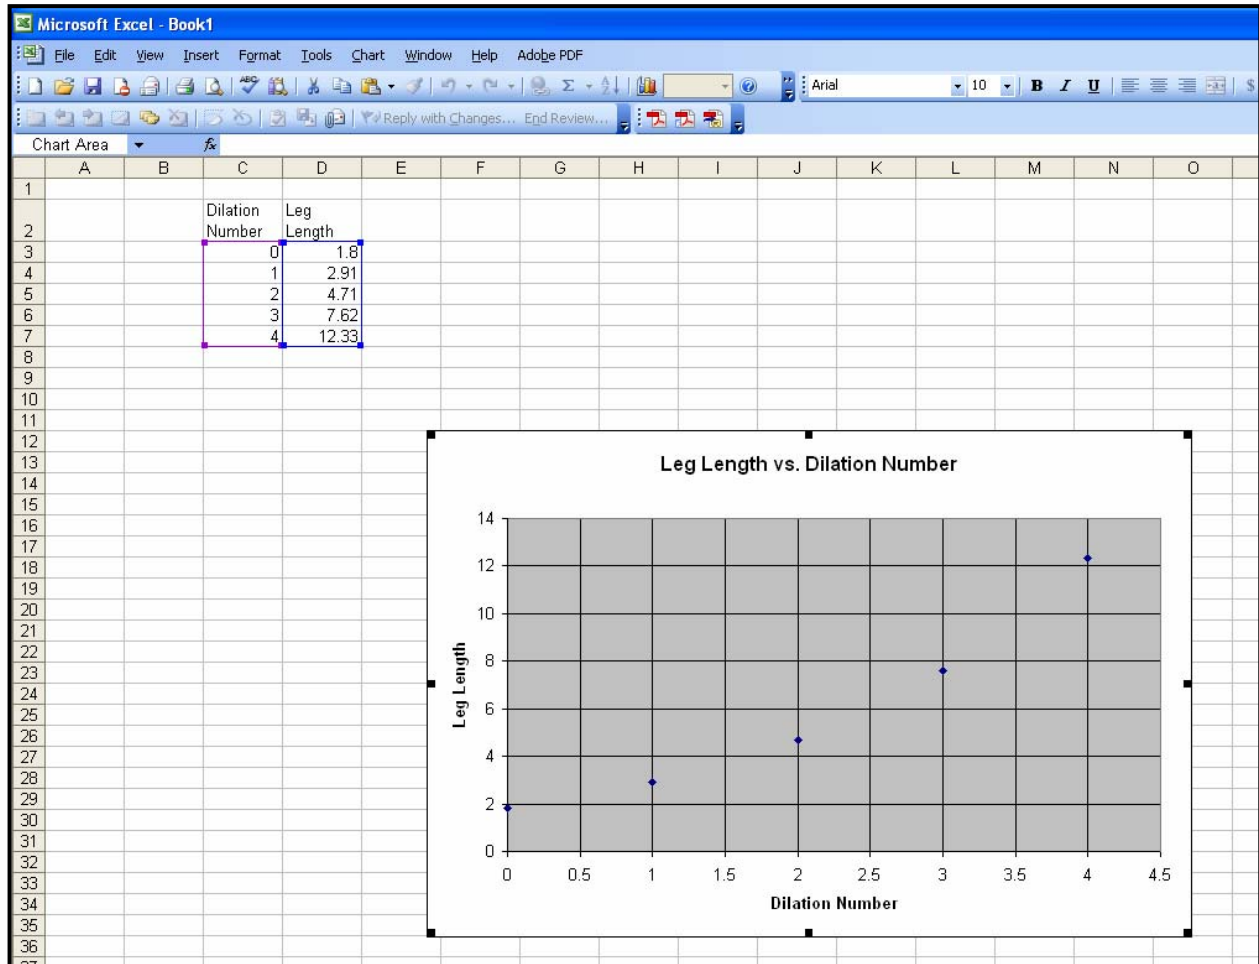 Microsoft Excel - Book1
File Edit View Insert Format Tools Chart Window Help Adobe PDF
Arial 10 B I U $
Reply with Changes... End Review...
Chart Area fx
A B C D E F G H I J K L M N O
1
2 Dilation Number Leg Length
3 0 1.8
4 1 2.91
5 2 4.71
6 3 7.62
7 4 12.33
8
9
10
11
12
13
14
15
16
17
18
19
20
21
22
23
24
25
26
27
28
29
30
31
32
33
34
35
36
Leg Length vs. Dilation Number
14
12
10
8
6
4
2
0
Leg Length
0 0.5 1 1.5 2 2.5 3 3.5 4 4.5
Dilation Number